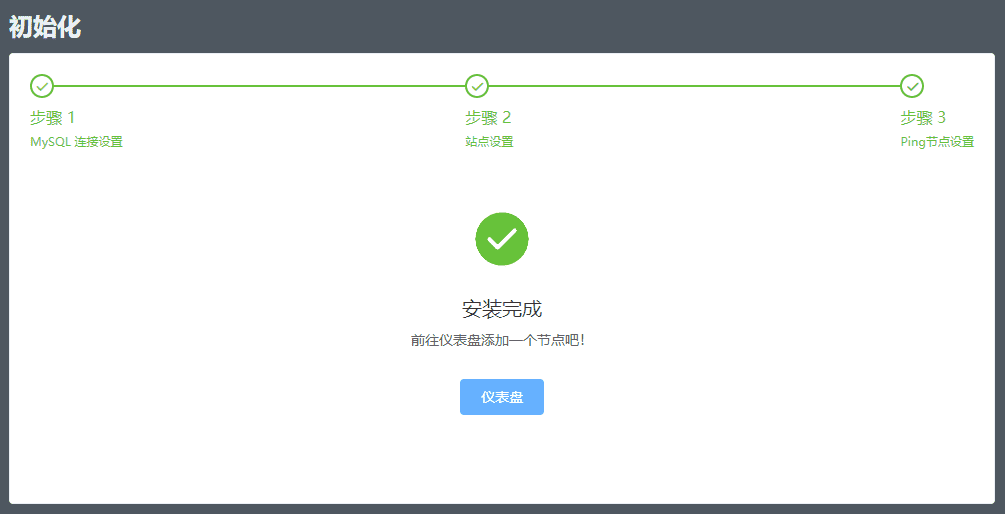 初始化
步骤 1
步骤 2
步骤 3
MySQL 连接设置
站点设置
Ping节点设置
安装完成
前往仪表盘添加一个节点吧!
仪表盘